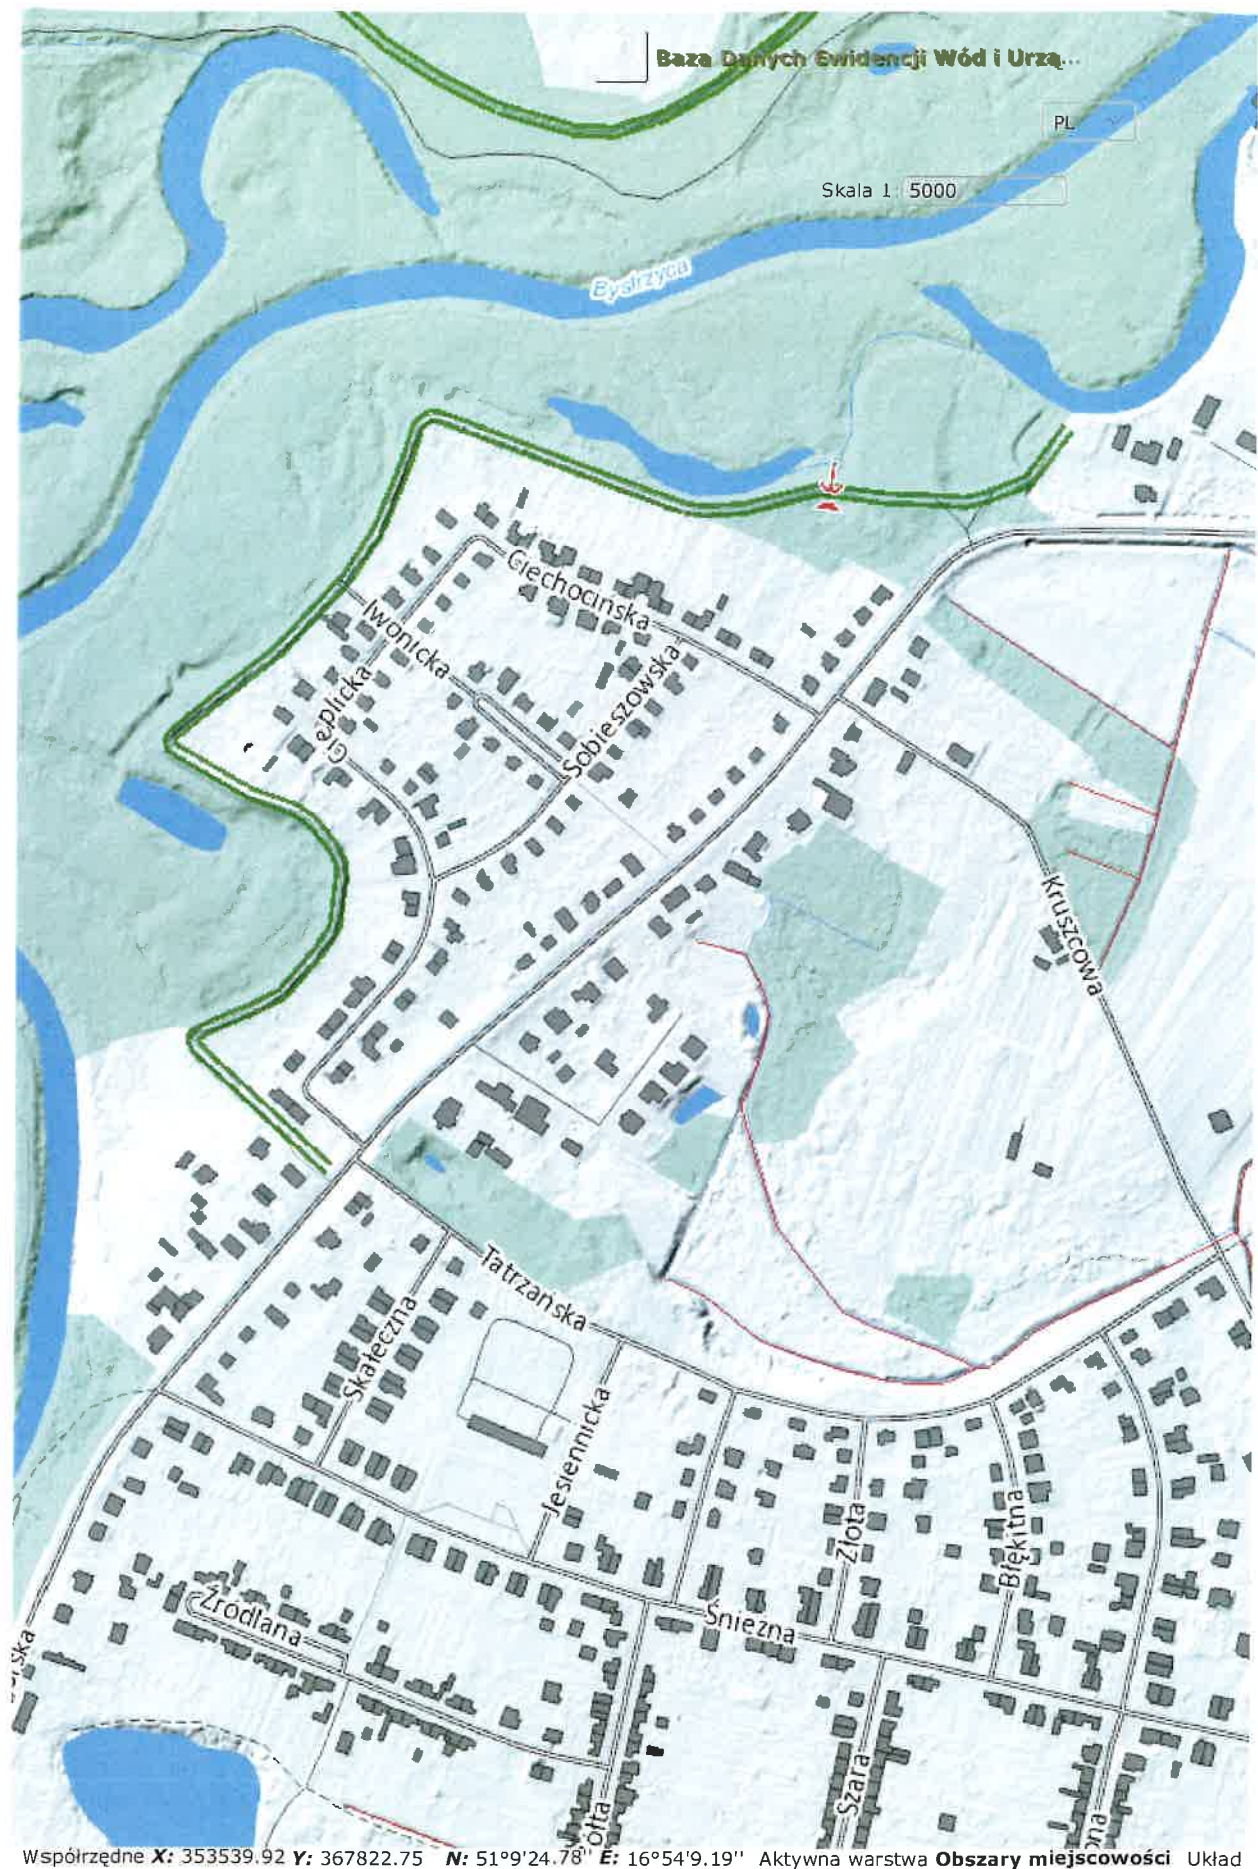 Baza Danych Ewidencji Wód i Urzą...
PL
Skala 1: 5000
Bystrzyca
Ciechocińska
Iwonicka
Cieplicka
Sobieszowska
Kruszcowa
Tatrzańska
Skałeczna
Jesiennicka
Złota
Błękitna
Źródlana
Śnieżna
Szara
Współrzędne X: 353539.92 Y: 367822.75 N: 51°9'24.78'' E: 16°54'9.19'' Aktywna warstwa Obszary miejscowości Układ